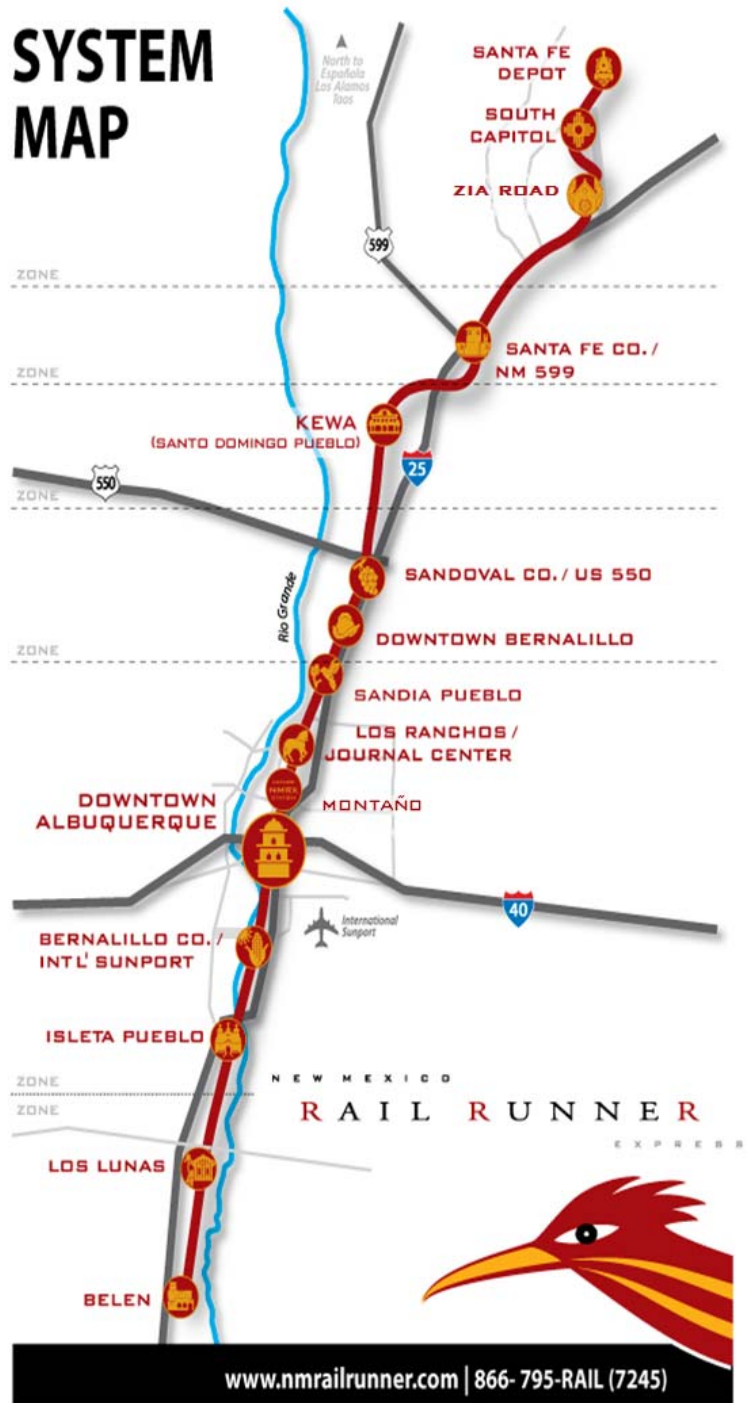 SYSTEM
MAP
North to
Española
Los Alamos
Taos
SANTA FE
DEPOT
SOUTH
CAPITOL
ZIA ROAD
599
ZONE
SANTA FE CO. /
NM 599
ZONE
KEWA
(SANTO DOMINGO PUEBLO)
25
550
ZONE
SANDOVAL CO. / US 550
Rio Grande
DOWNTOWN BERNALILLO
ZONE
SANDIA PUEBLO
LOS RANCHOS /
JOURNAL CENTER
NMRX
MONTAÑO
DOWNTOWN
ALBUQUERQUE
40
International
Sunport
BERNALILLO CO. /
INTL' SUNPORT
ISLETA PUEBLO
ZONE
ZONE
NEW MEXICO
RAIL RUNNER
EXPRESS
LOS LUNAS
BELEN
www.nmrailrunner.com | 866- 795-RAIL (7245)